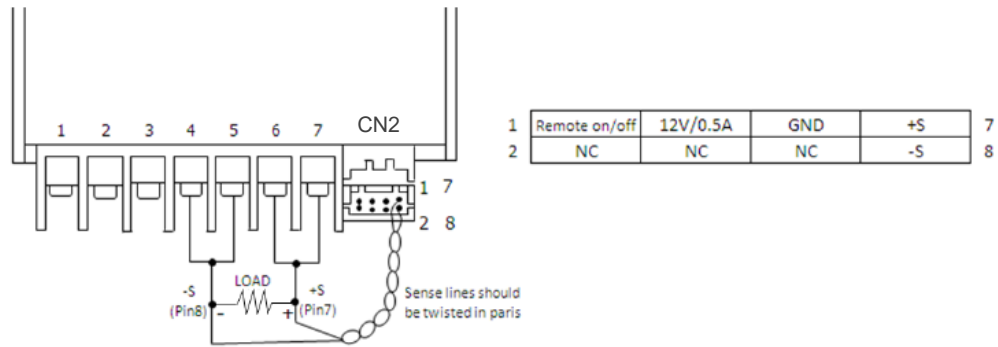 1 2 3 4 5 6 7 CN2
1 7
2 8
-S LOAD +S
(Pin8) - + (Pin7)
Sense lines should
be twisted in paris
1 Remote on/off 12V/0.5A GND +S 7
2 NC NC NC -S 8